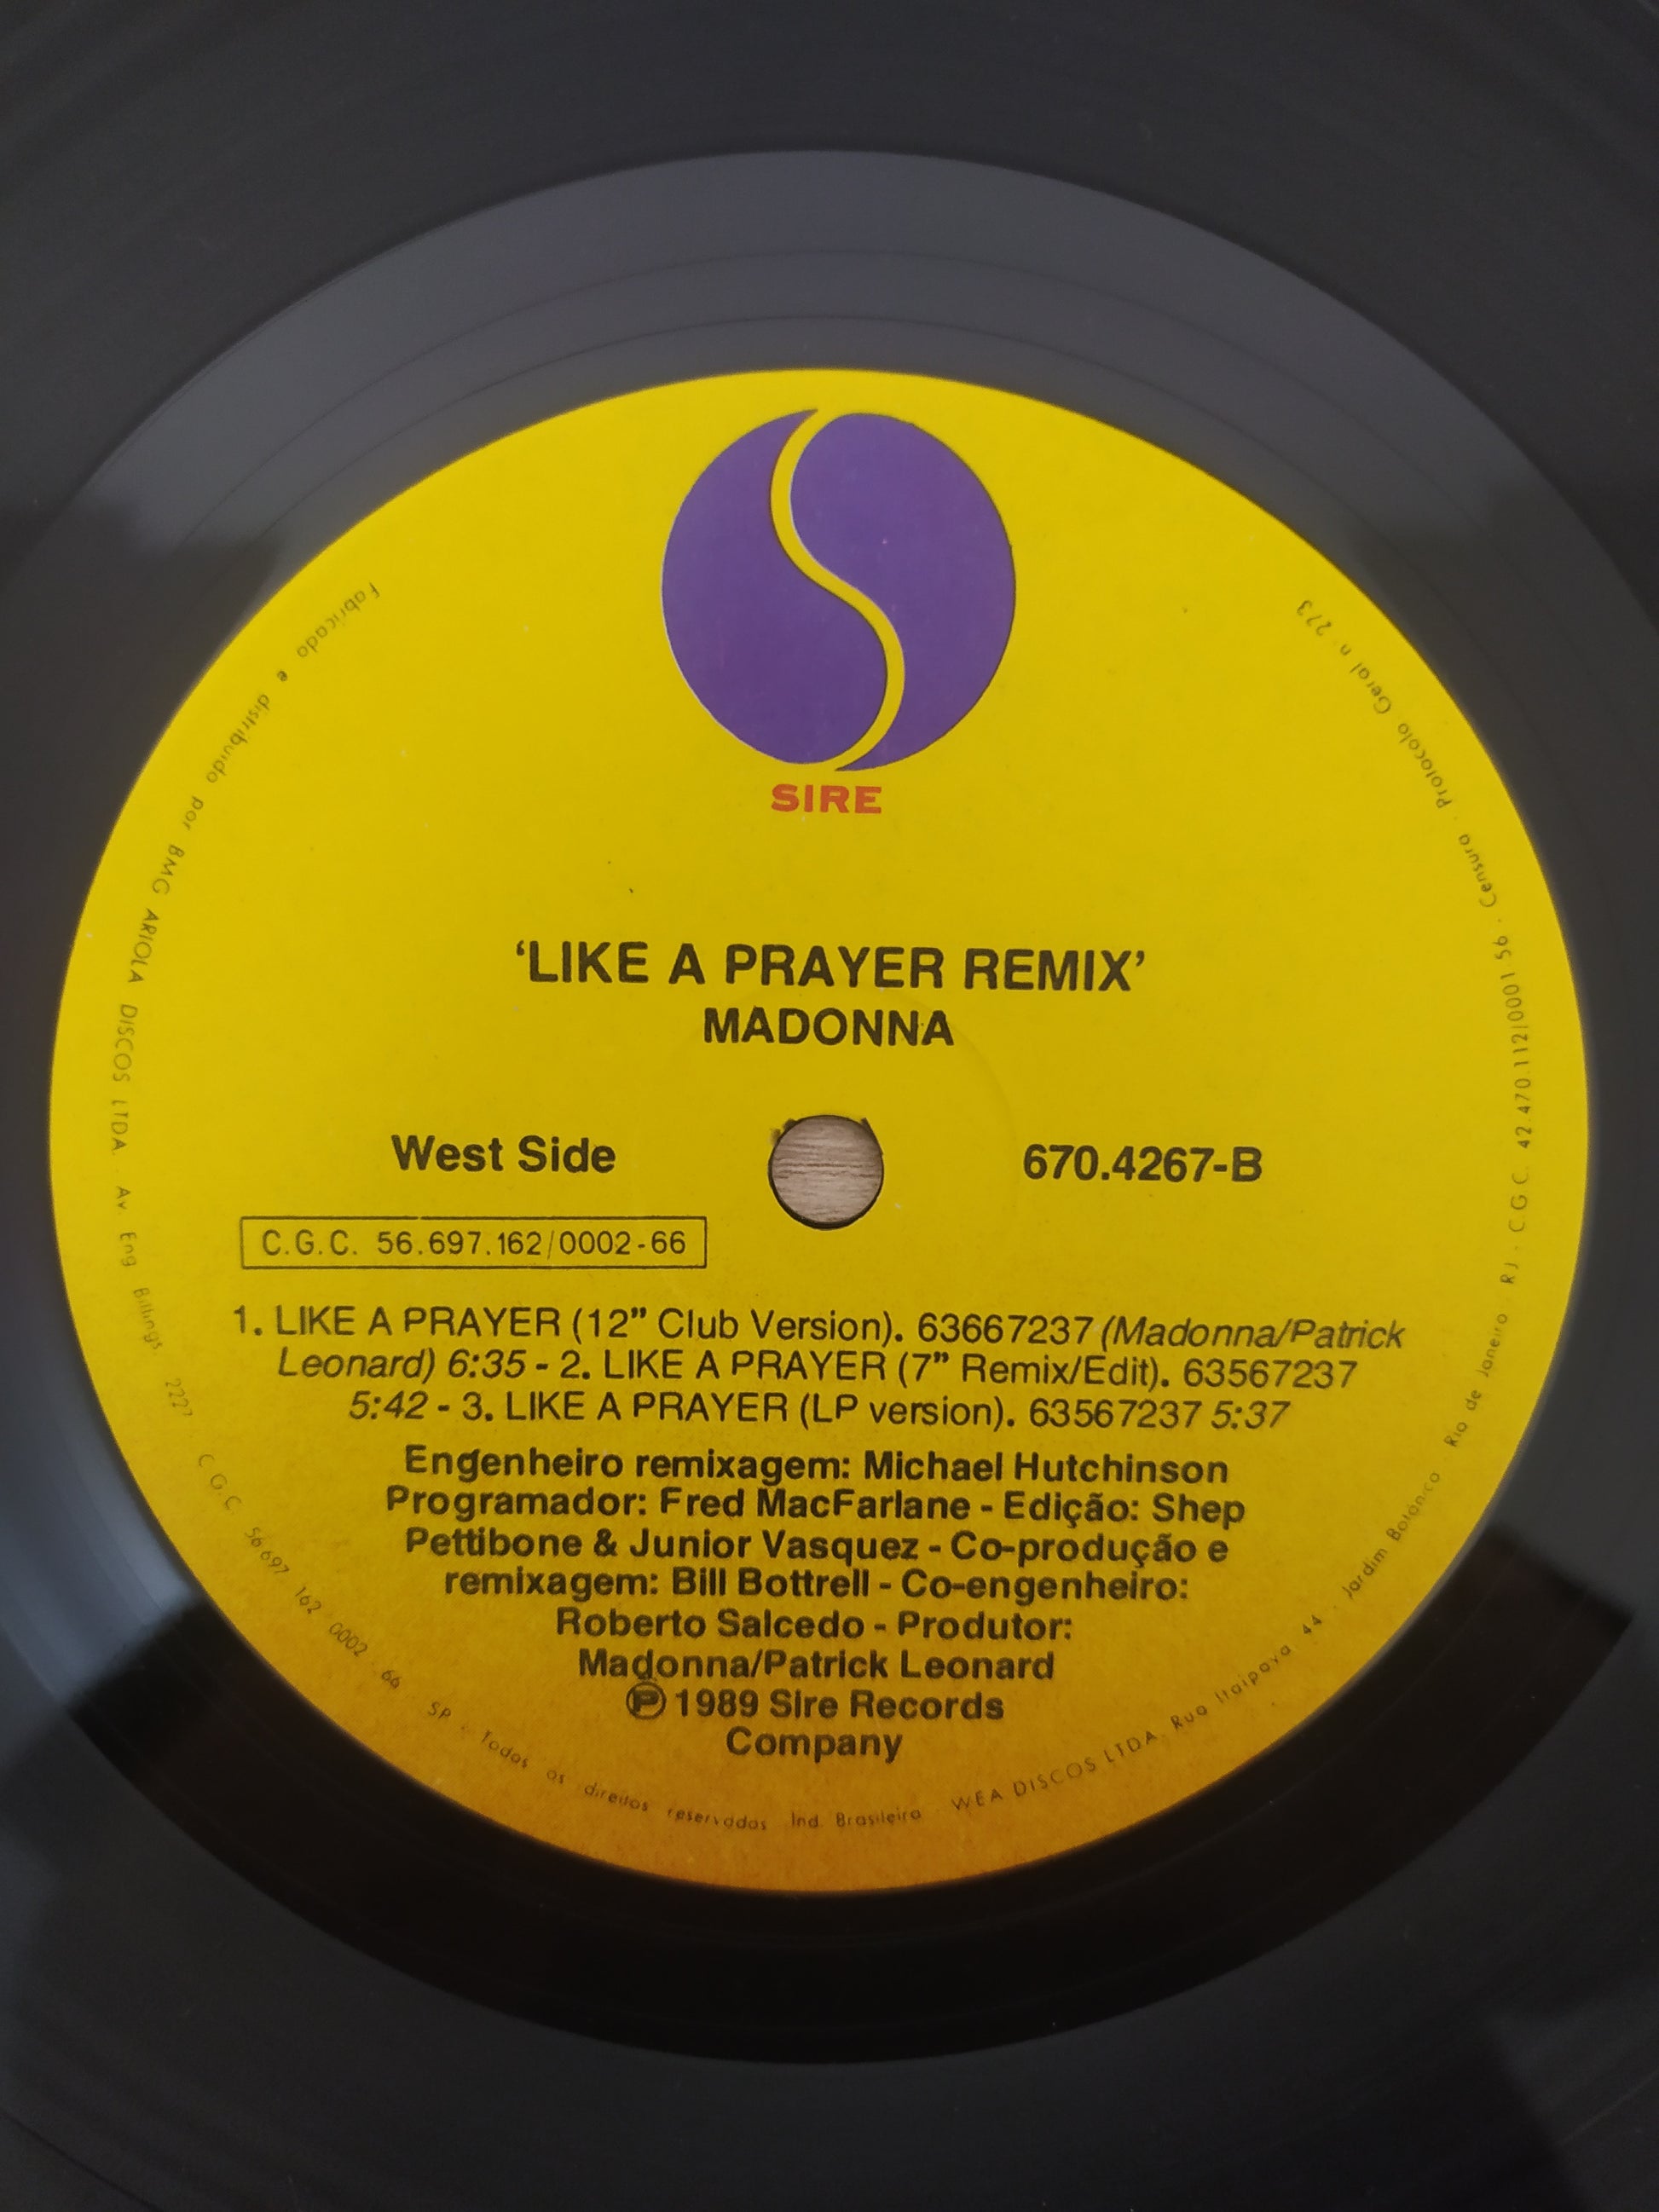 SIRE
‘LIKE A PRAYER REMIX’
MADONNA
West Side
670.4267-B
C.G.C. 56.697.162/0002-66
1. LIKE A PRAYER (12” Club Version). 63667237 (Madonna/Patrick
Leonard) 6:35 - 2. LIKE A PRAYER (7” Remix/Edit). 63567237
5:42 - 3. LIKE A PRAYER (LP version). 63567237 5:37
Engenheiro remixagem: Michael Hutchinson
Programador: Fred MacFarlane - Edição: Shep
Pettibone & Junior Vasquez - Co-produção e
remixagem: Bill Bottrell - Co-engenheiro:
Roberto Salcedo - Produtor:
Madonna/Patrick Leonard
℗ 1989 Sire Records
Company
Fabricado e distribuido por BMG ARIOLA DISCOS LTDA. Av Eng Billings 2227 C G C 56 697 162 0002 66 SP. Todos os direitos reservados Ind. Brasileira WEA DISCOS LTDA. Rua Itaipava 44. Jardim Botânico. Rio de Janeiro. RJ - C G C. 42 470.112/0001 56. Censura. Protocolo Geral n. 273